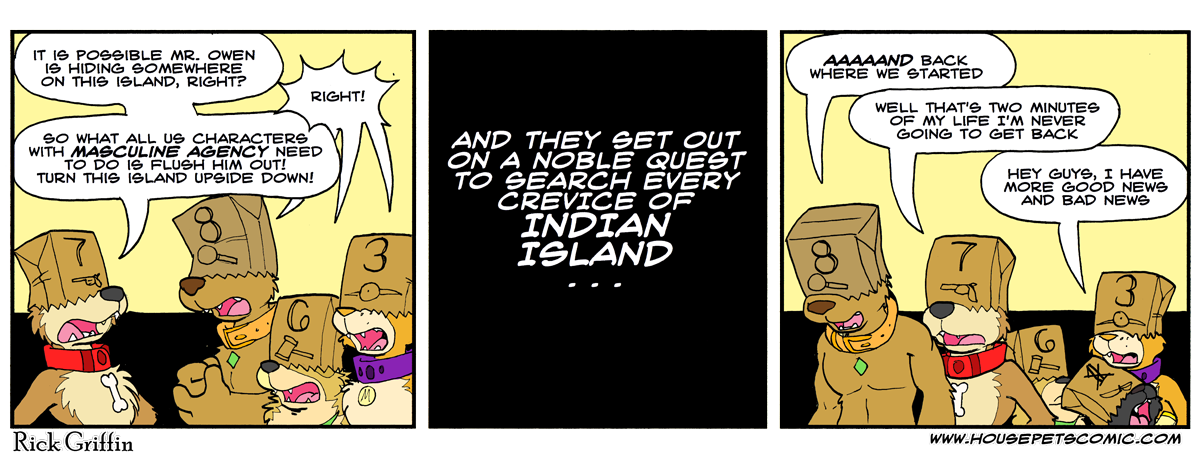 IT IS POSSIBLE MR. OWEN
IS HIDING SOMEWHERE
ON THIS ISLAND, RIGHT?
RIGHT!
SO WHAT ALL US CHARACTERS
WITH MASCULINE AGENCY NEED
TO DO IS FLUSH HIM OUT!
TURN THIS ISLAND UPSIDE DOWN!
7
8
6
3
M
AND THEY SET OUT
ON A NOBLE QUEST
TO SEARCH EVERY
CREVICE OF
INDIAN
ISLAND
...
AAAAAND BACK
WHERE WE STARTED
WELL THAT'S TWO MINUTES
OF MY LIFE I'M NEVER
GOING TO GET BACK
HEY GUYS, I HAVE
MORE GOOD NEWS
AND BAD NEWS
8
7
6
3
Rick Griffin
WWW.HOUSEPETSCOMIC.COM